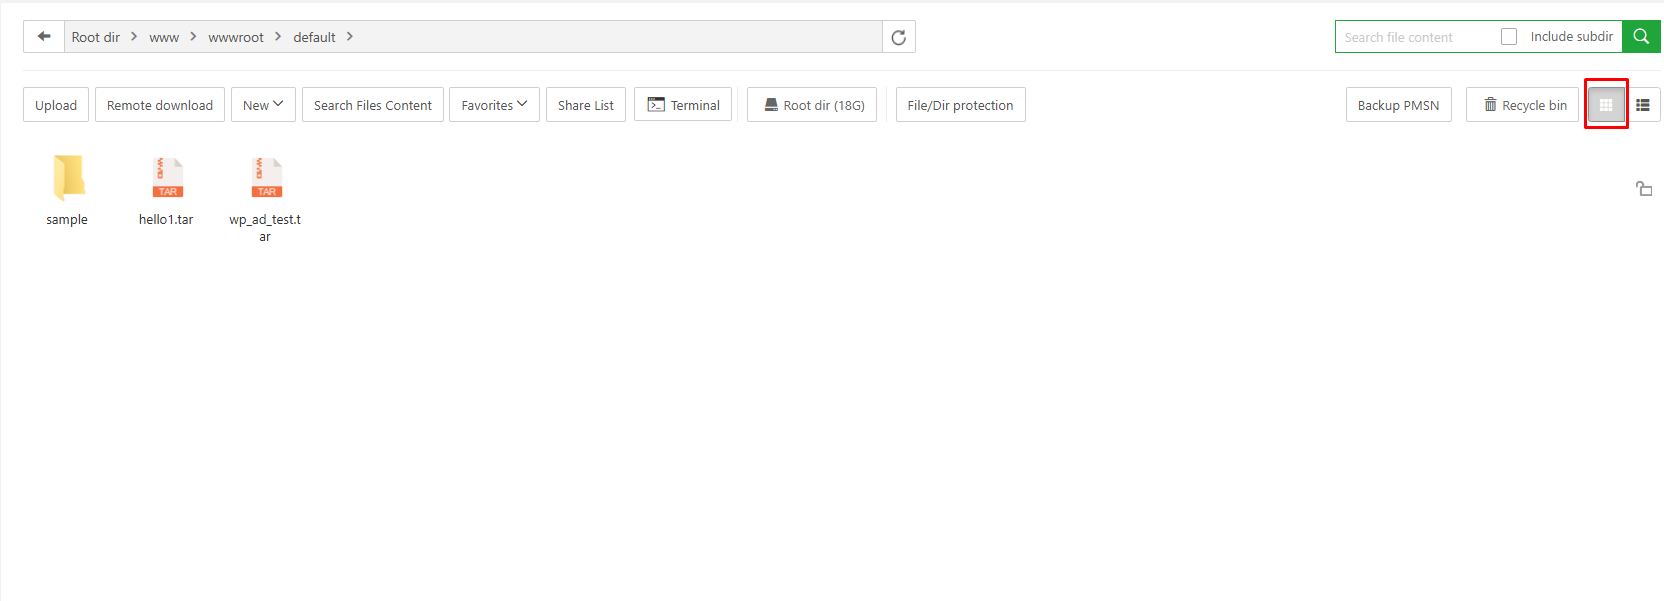 Root dir > www > wwwroot > default >
Search file content Include subdir
Upload Remote download New Search Files Content Favorites Share List Terminal Root dir (18G) File/Dir protection Backup PMSN Recycle bin
TAR TAR
sample hello1.tar wp_ad_test.t
ar